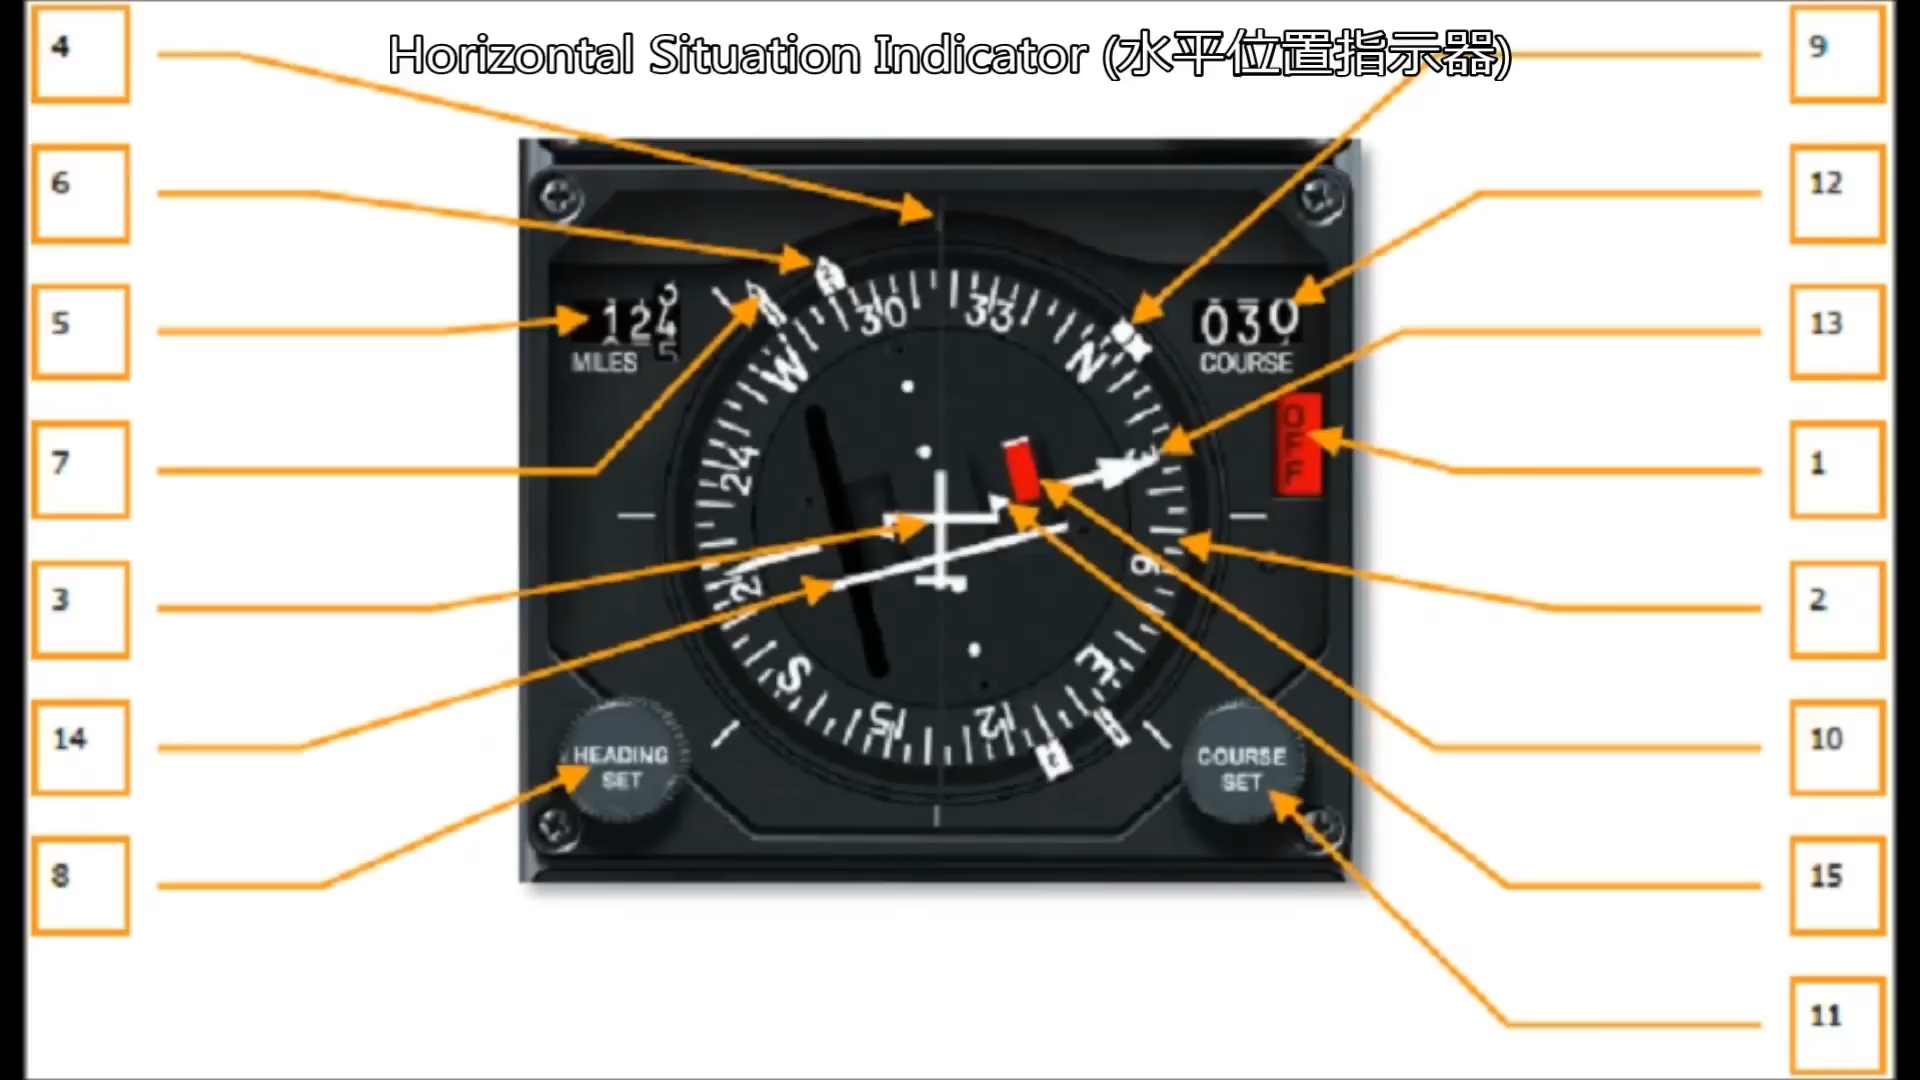 Horizontal Situation Indicator (水平位置指示器)
4
6
5
7
3
14
8
9
12
13
1
2
10
15
11
124
MILES
030
COURSE
OFF
30
33
N
3
6
E
12
15
S
21
24
W
HEADING
SET
COURSE
SET